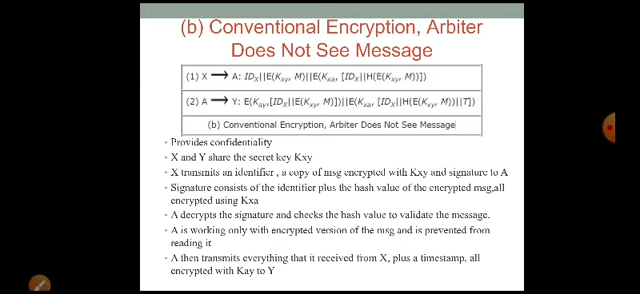 (b) Conventional Encryption, Arbiter
Does Not See Message
(1) X → A: IDX||E(Kxy, M)||E(Kxa, [IDX||H(E(Kxy, M))])
(2) A → Y: E(Kay,[IDX||E(Kxy, M)])||E(Kxa, [IDX||H(E(Kxy, M))||T])
(b) Conventional Encryption, Arbiter Does Not See Message
• Provides confidentiality
• X and Y share the secret key Kxy
• X transmits an identifier , a copy of msg encrypted with Kxy and signature to A
• Signature consists of the identifier plus the hash value of the encrypted msg,all
encrypted using Kxa
• A decrypts the signature and checks the hash value to validate the message.
• A is working only with encrypted version of the msg and is prevented from
reading it
• A then transmits everything that it received from X, plus a timestamp, all
encrypted with Kay to Y